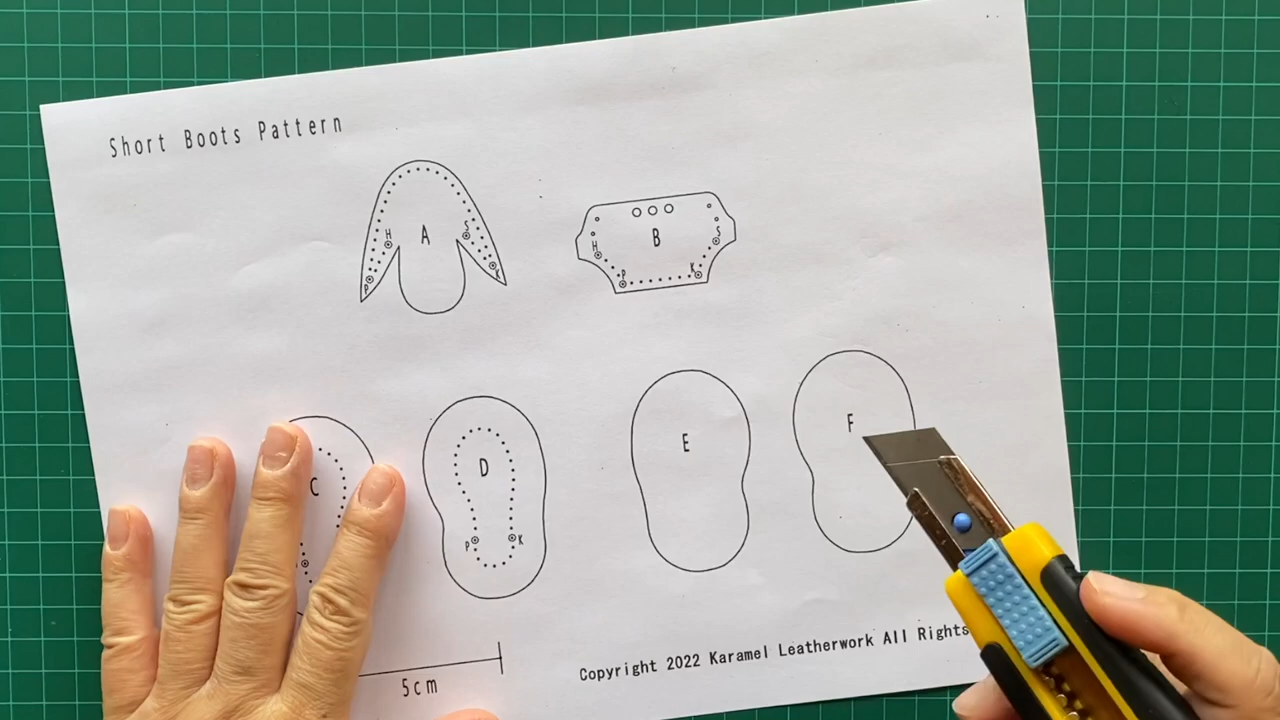 Short Boots Pattern
A
H
S
P
K
B
H
S
P
K
C
D
P
K
E
F
5cm
Copyright 2022 Karamel Leatherwork All Rights